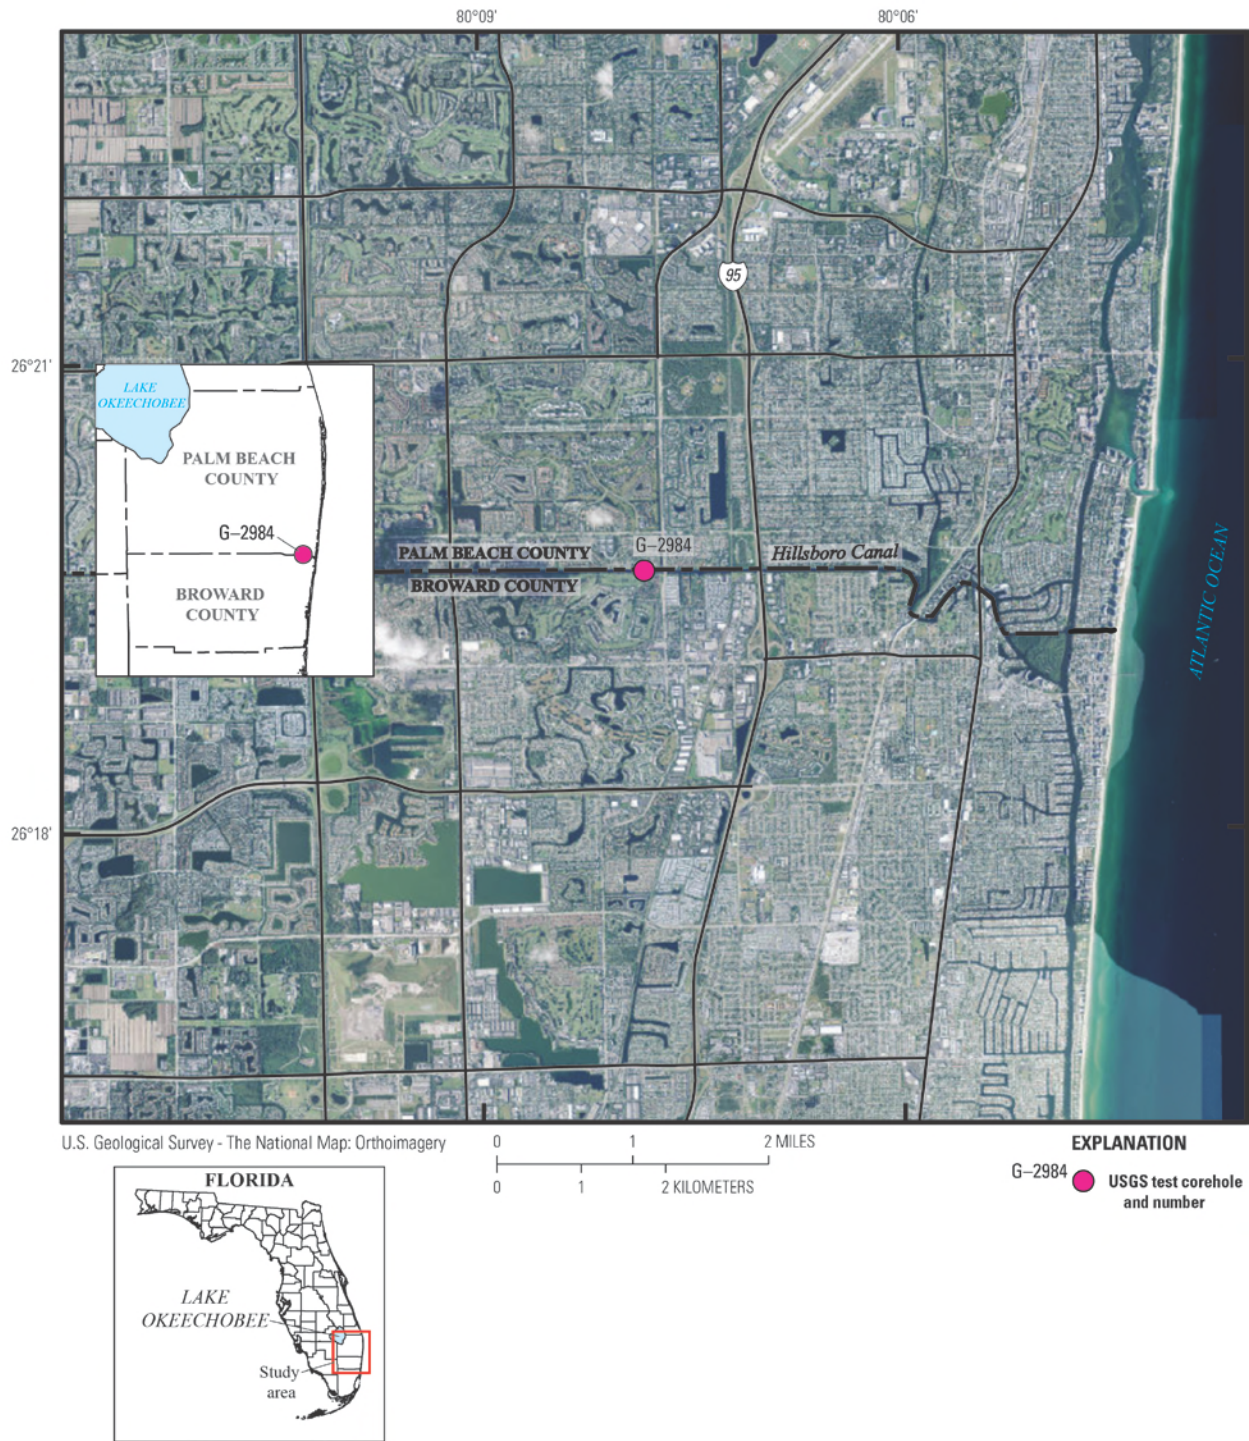 80°09′
80°06′
95
26°21′
LAKE
OKEECHOBEE
PALM BEACH
COUNTY
G–2984
BROWARD
COUNTY
PALM BEACH COUNTY
BROWARD COUNTY
G–2984
Hillsboro Canal
ATLANTIC OCEAN
26°18′
U.S. Geological Survey - The National Map: Orthoimagery
0 1 2 MILES
0 1 2 KILOMETERS
EXPLANATION
G–2984 USGS test corehole
and number
FLORIDA
LAKE
OKEECHOBEE
Study
area